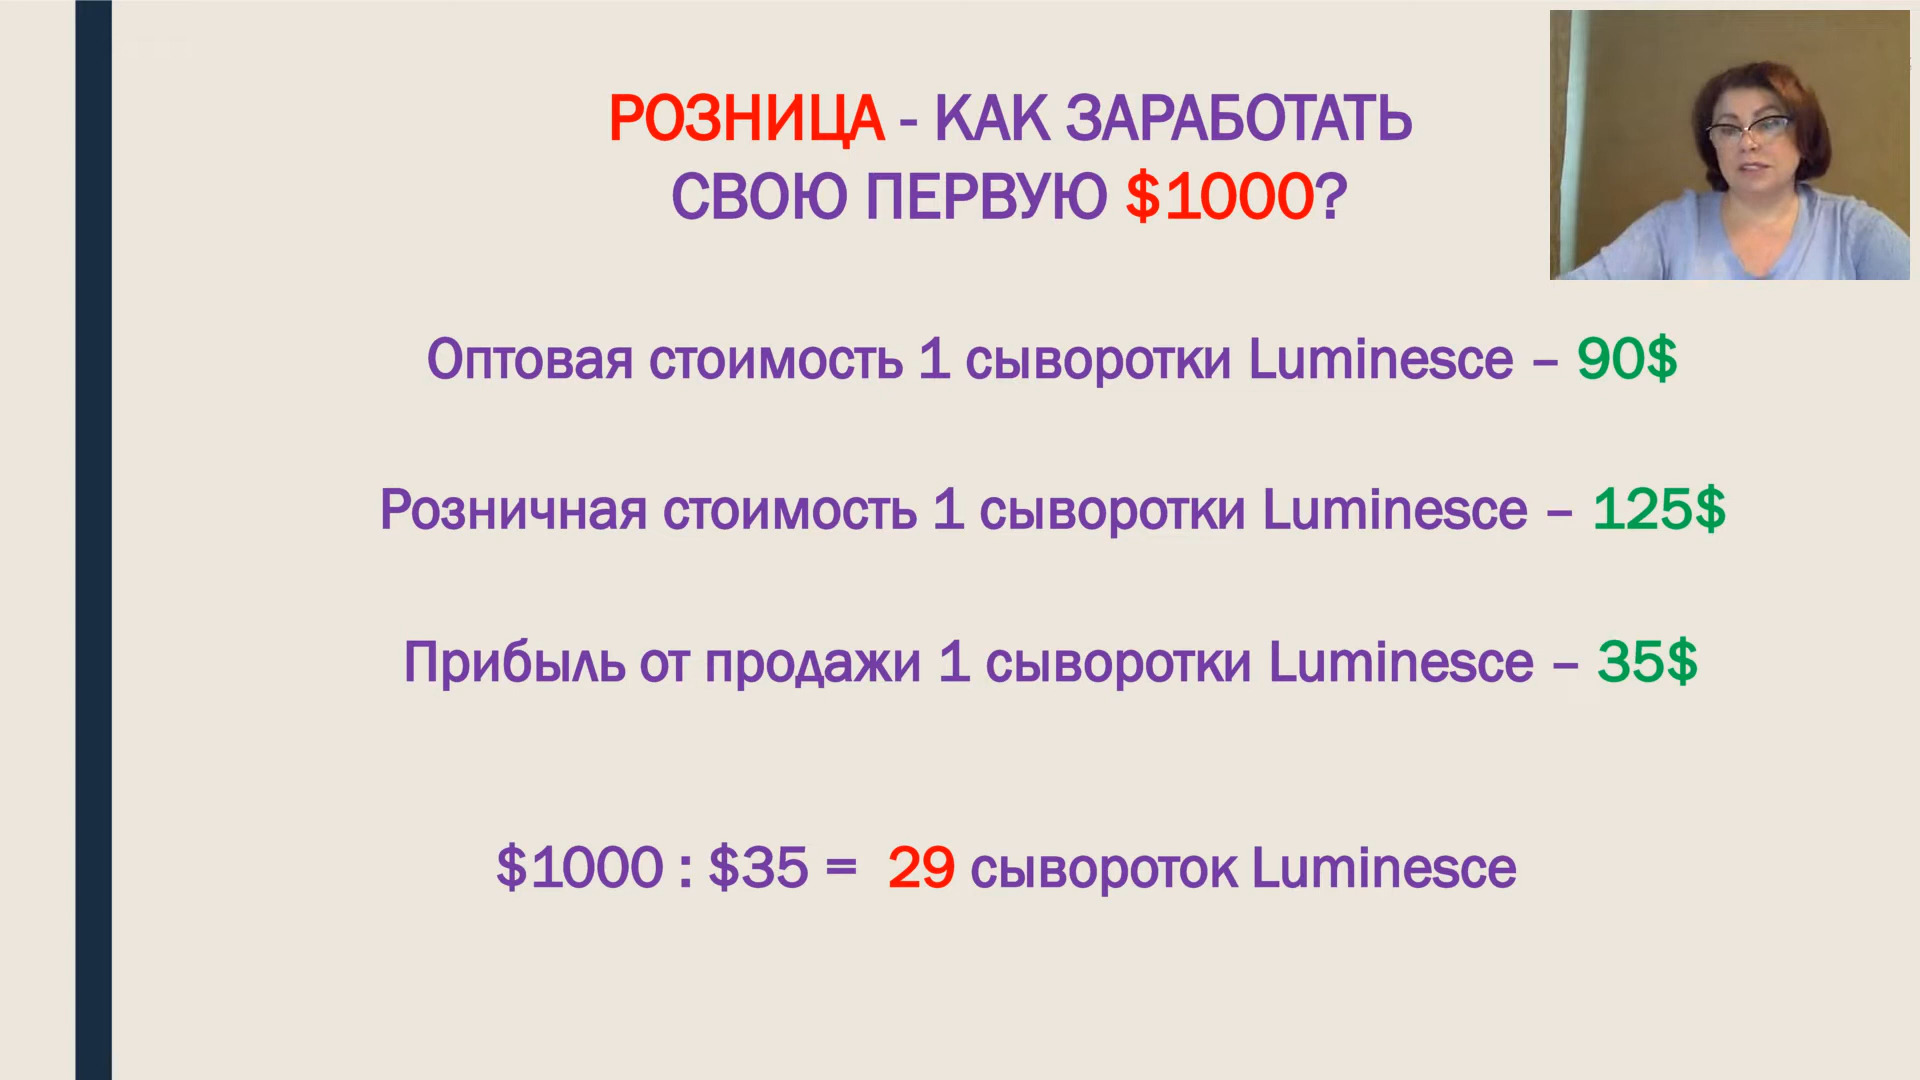 РОЗНИЦА - КАК ЗАРАБОТАТЬ
СВОЮ ПЕРВУЮ $1000?
Оптовая стоимость 1 сыворотки Luminesce – 90$
Розничная стоимость 1 сыворотки Luminesce – 125$
Прибыль от продажи 1 сыворотки Luminesce – 35$
$1000 : $35 = 29 сывороток Luminesce